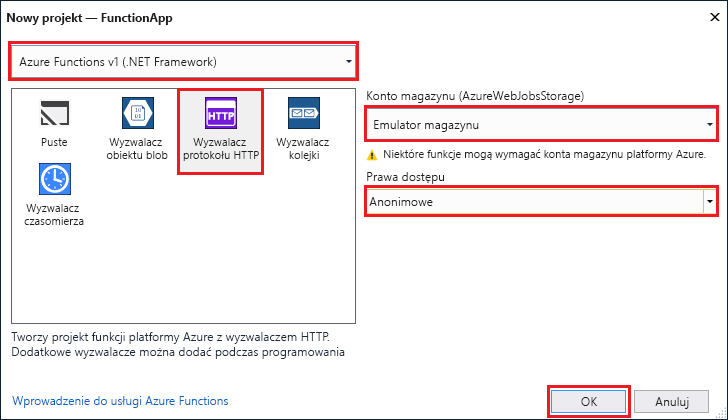 Nowy projekt — FunctionApp
Azure Functions v1 (.NET Framework)
Puste
Wyzwalacz
obiektu blob
HTTP
Wyzwalacz
protokołu HTTP
Wyzwalacz
kolejki
Wyzwalacz
czasomierza
Konto magazynu (AzureWebJobsStorage)
Emulator magazynu
Niektóre funkcje mogą wymagać konta magazynu platformy Azure.
Prawa dostępu
Anonimowe
Tworzy projekt funkcji platformy Azure z wyzwalaczem HTTP.
Dodatkowe wyzwalacze można dodać podczas programowania
Wprowadzenie do usługi Azure Functions
OK
Anuluj